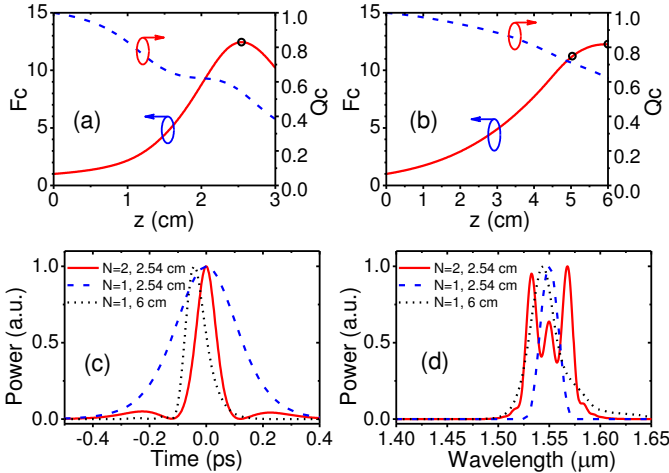 15
10
5
0
Fc
1.0
0.8
0.6
0.4
0.2
0.0
Qc
(a)
0 1 2 3
z (cm)
15
10
5
0
Fc
1.0
0.8
0.6
0.4
0.2
0.0
Qc
(b)
0 1 2 3 4 5 6
z (cm)
1.0
0.5
0.0
Power (a.u.)
N=2, 2.54 cm
N=1, 2.54 cm
N=1, 6 cm
(c)
-0.4 -0.2 0.0 0.2 0.4
Time (ps)
1.0
0.5
0.0
Power (a.u.)
N=2, 2.54 cm
N=1, 2.54 cm
N=1, 6 cm
(d)
1.40 1.45 1.50 1.55 1.60 1.65
Wavelength (μm)